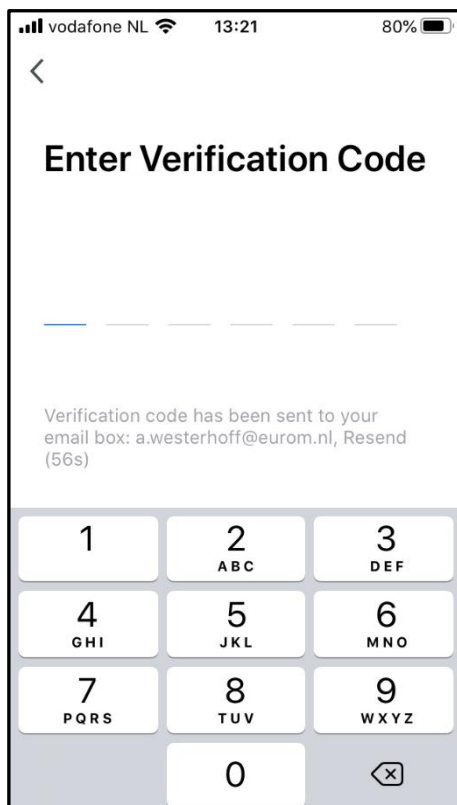 vodafone NL 13:21 80%
Enter Verification Code
Verification code has been sent to your
email box: a.westerhoff@eurom.nl, Resend
(56s)
1 2 3
ABC DEF
4 5 6
GHI JKL MNO
7 8 9
PQRS TUV WXYZ
0